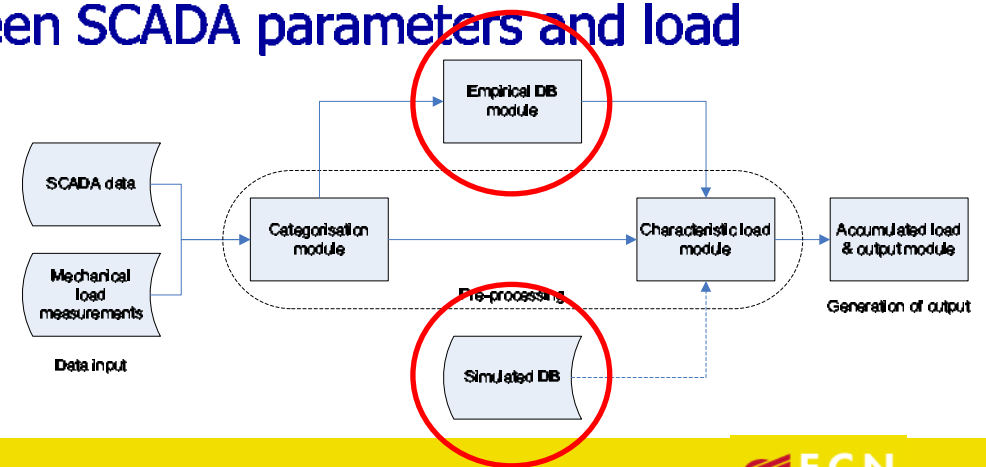 een SCADA parameters and load
Empirical DB
module
SCADA data
Categorisation
module
Characteristic load
module
Accumulated load
& output module
Mechanical
load
measurements
Pre-processing
Generation of output
Data input
Simulated DB
ECN